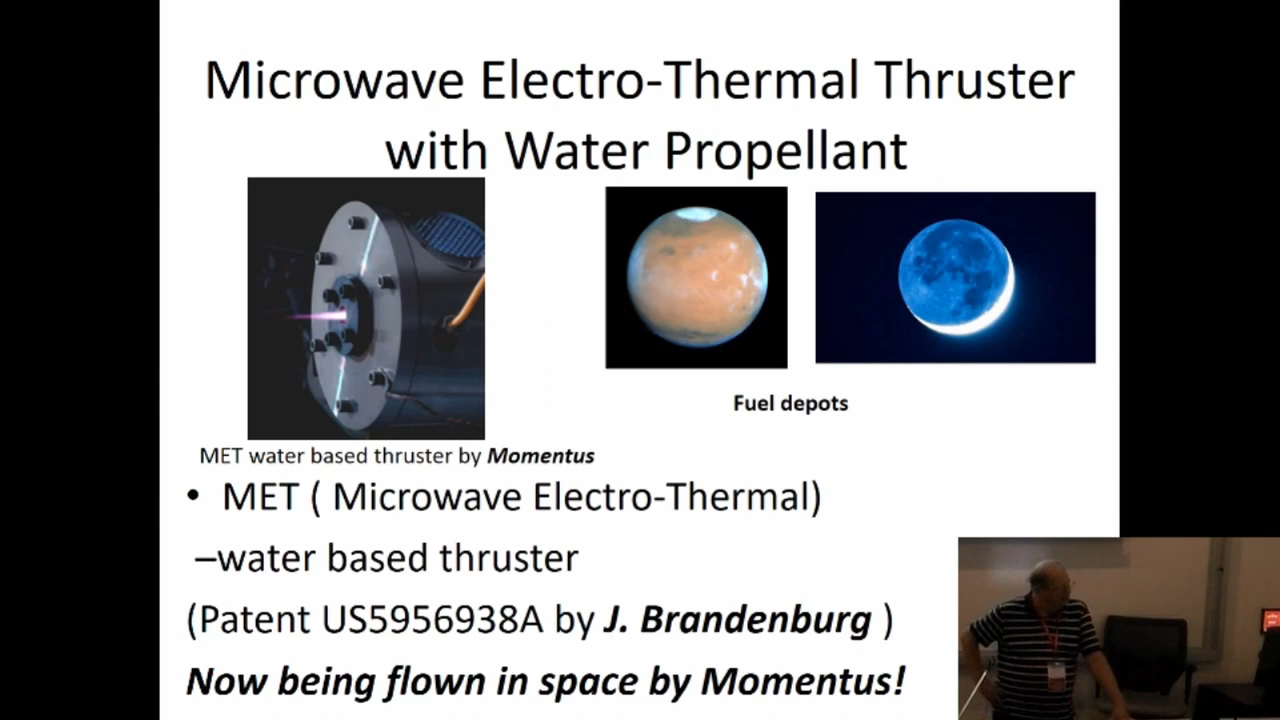 Microwave Electro-Thermal Thruster
with Water Propellant
Fuel depots
MET water based thruster by Momentus
• MET ( Microwave Electro-Thermal)
–water based thruster
(Patent US5956938A by J. Brandenburg )
Now being flown in space by Momentus!